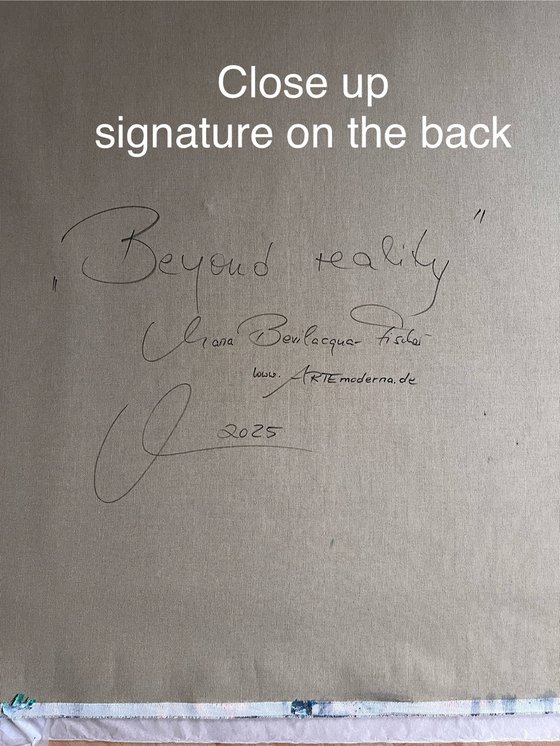 Close up
signature on the back
„Beyond reality"
Bevilacqua-Fischer
www.ARTEmoderna.de
2025